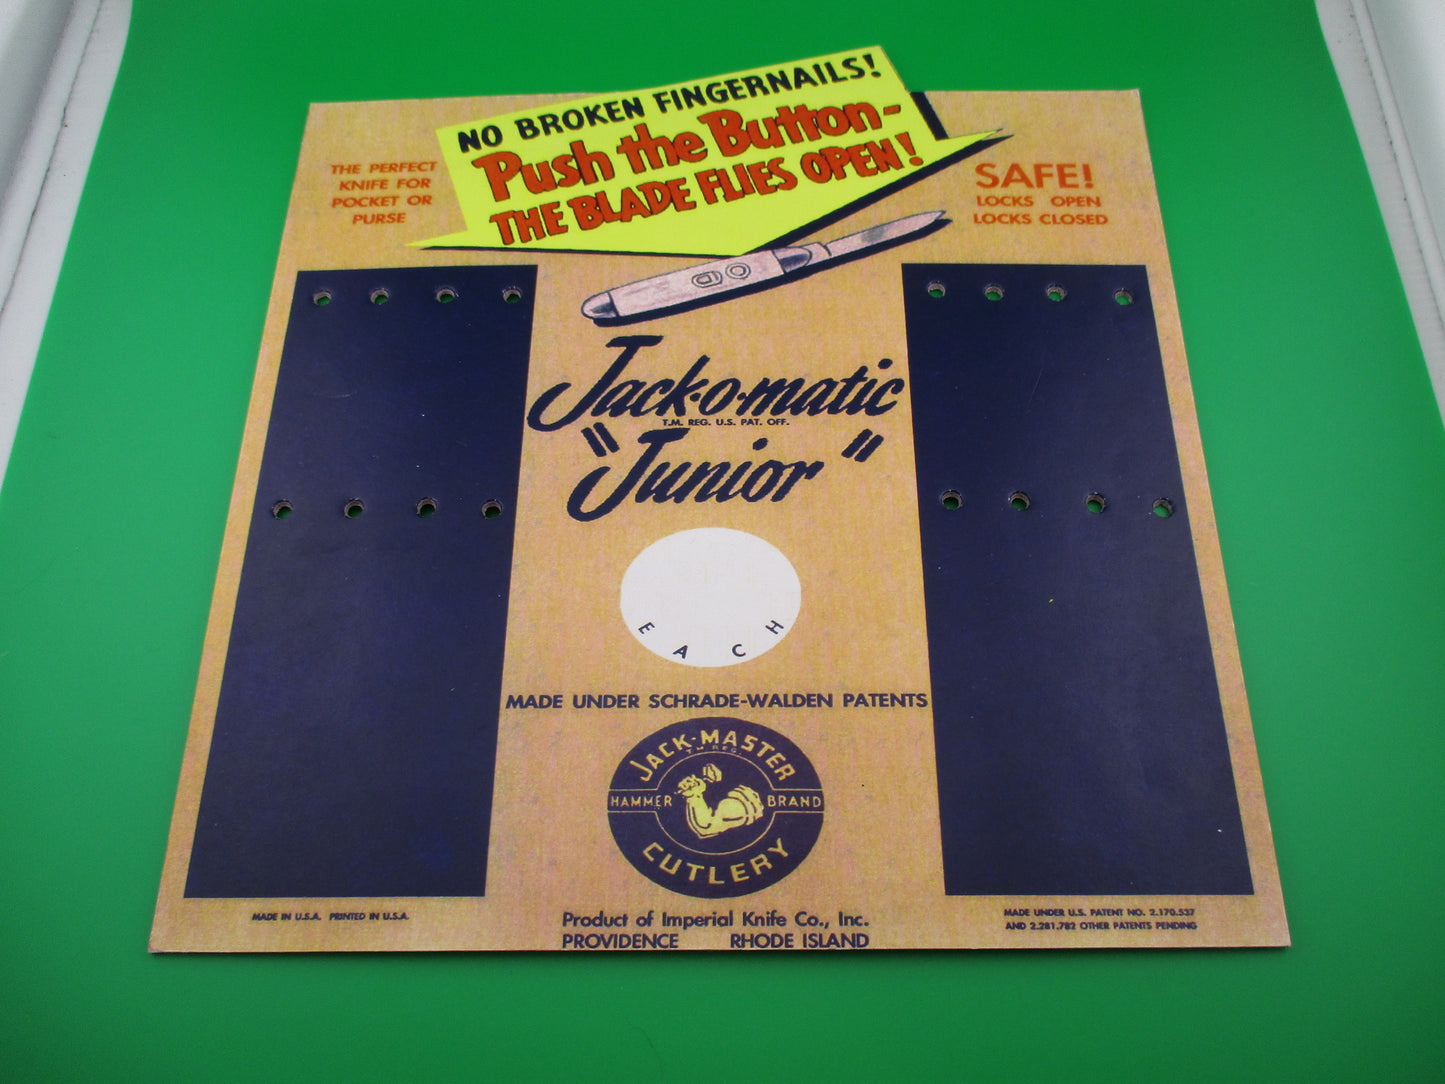 NO BROKEN FINGERNAILS!
Push the Button-
THE BLADE FLIES OPEN!
THE PERFECT
KNIFE FOR
POCKET OR
PURSE
SAFE!
LOCKS OPEN
LOCKS CLOSED
Jack-o-matic
T.M. REG. U.S. PAT. OFF.
"Junior"
EACH
MADE UNDER SCHRADE-WALDEN PATENTS
JACK-MASTER
T.M. REG.
HAMMER BRAND
CUTLERY
MADE IN U.S.A. PRINTED IN U.S.A.
Product of Imperial Knife Co., Inc.
PROVIDENCE RHODE ISLAND
MADE UNDER U.S. PATENT NO. 2.170.537
AND 2.281.782 OTHER PATENTS PENDING